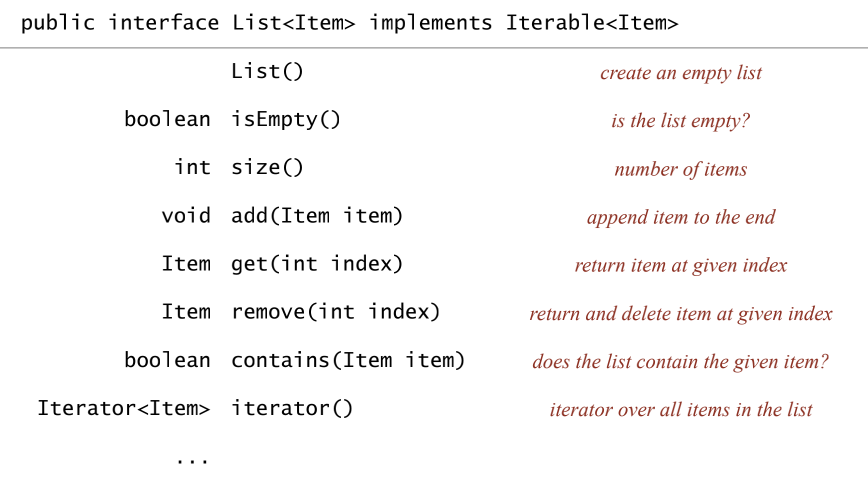 public interface List<Item> implements Iterable<Item>
List() create an empty list
boolean isEmpty() is the list empty?
int size() number of items
void add(Item item) append item to the end
Item get(int index) return item at given index
Item remove(int index) return and delete item at given index
boolean contains(Item item) does the list contain the given item?
Iterator<Item> iterator() iterator over all items in the list
...